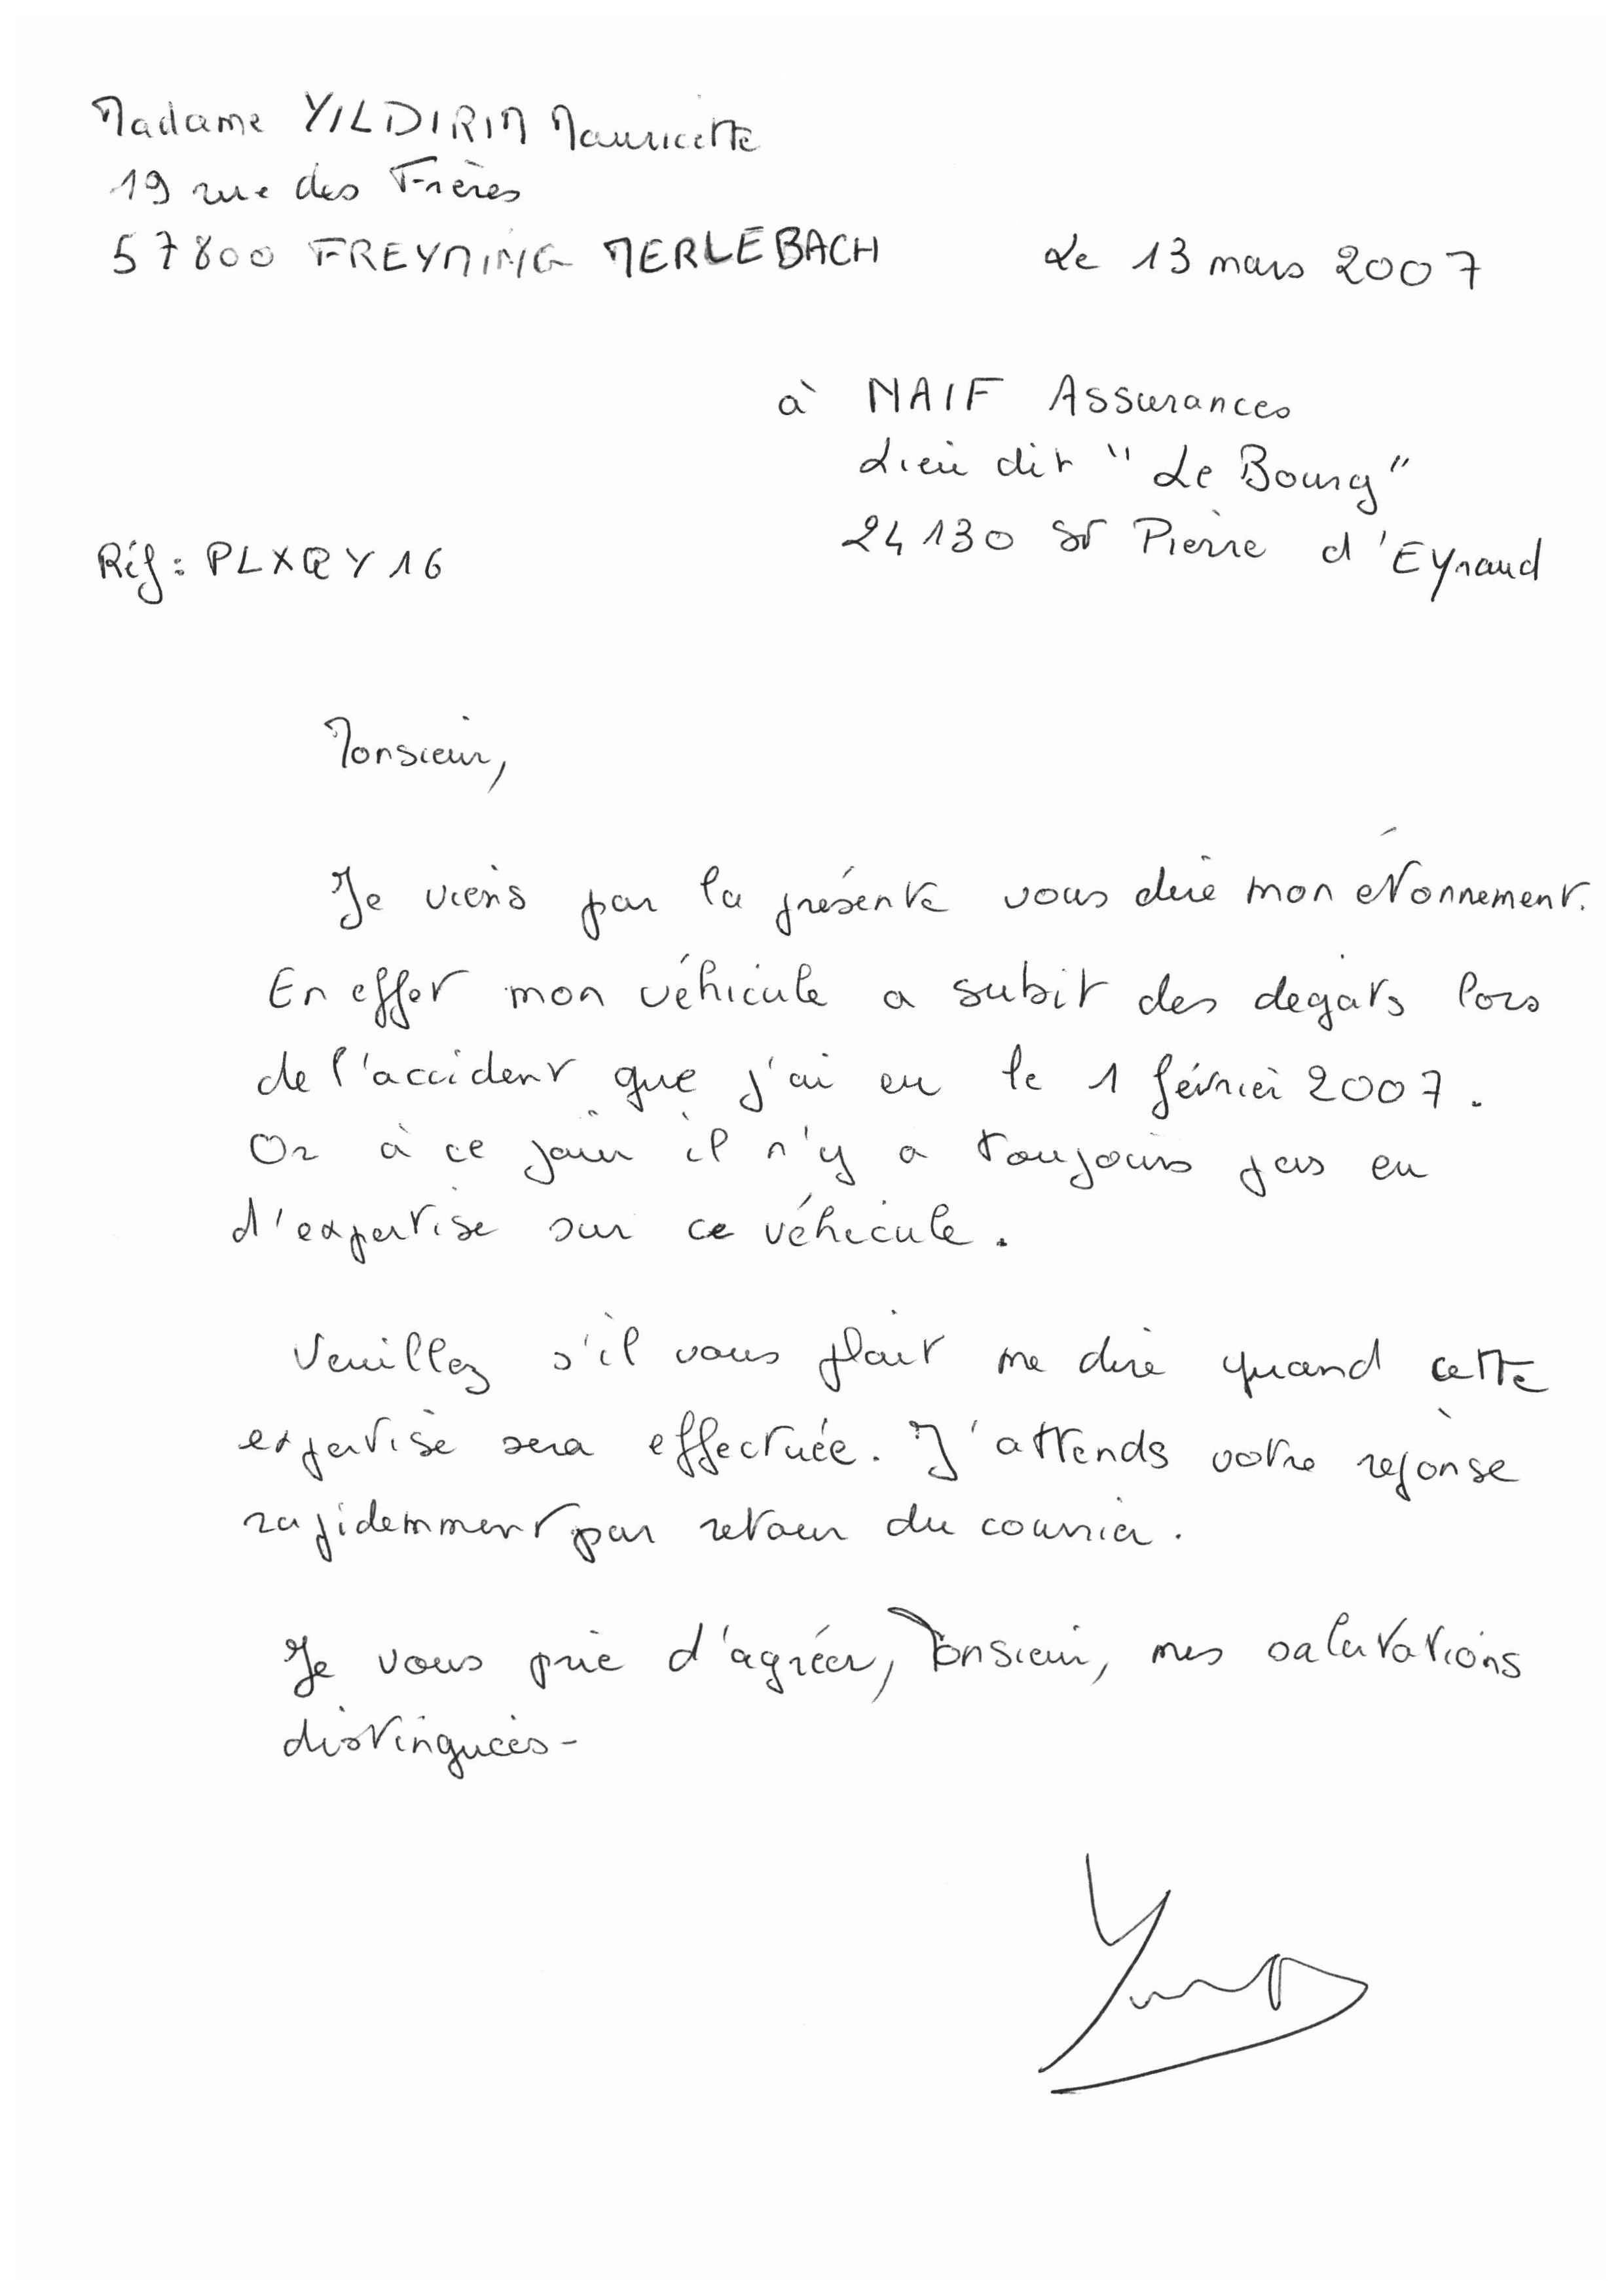 Madame YILDIRIM Mauricette
19 rue des Frères
57800 FREYMING MERLEBACH
Le 13 mars 2007
à MAIF Assurances
Lieu dit "Le Bourg"
24130 St Pierre d'Eyraud
Réf : PLXQY16
Monsieur,
Je viens par la présente vous dire mon étonnement.
En effet mon véhicule a subit des degats lors
de l'accident que j'ai eu le 1 février 2007.
Or à ce jour il n'y a toujours pas eu
d'expertise sur ce véhicule.
Veuillez s'il vous plait me dire quand cette
expertise sera effectuée. J'attends votre réponse
rapidemment par retour du courrier.
Je vous prie d'agréer, Monsieur, mes salutations
distinguées-